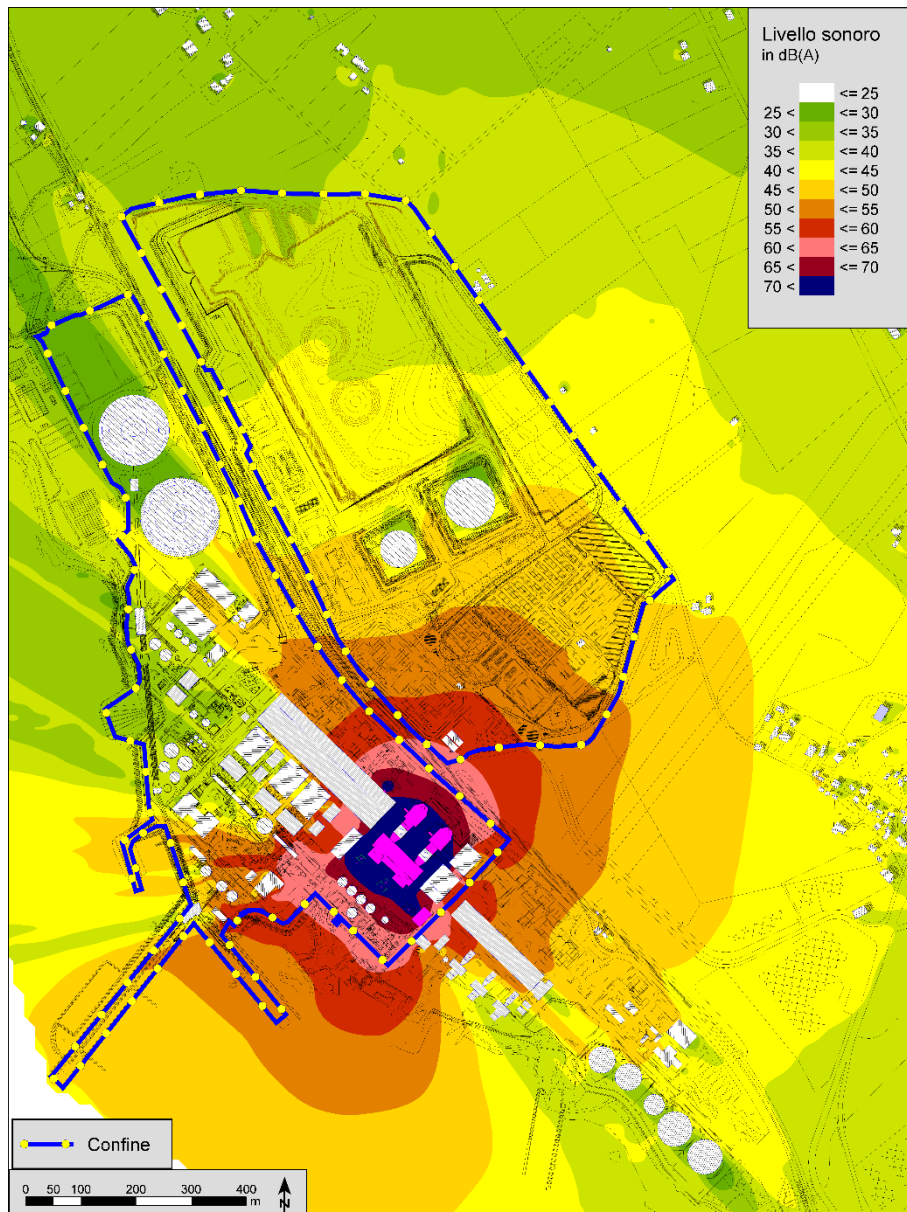 Livello sonoro
in dB(A)
<= 25
25 < <= 30
30 < <= 35
35 < <= 40
40 < <= 45
45 < <= 50
50 < <= 55
55 < <= 60
60 < <= 65
65 < <= 70
70 <
Confine
0 50 100 200 300 400
m
N